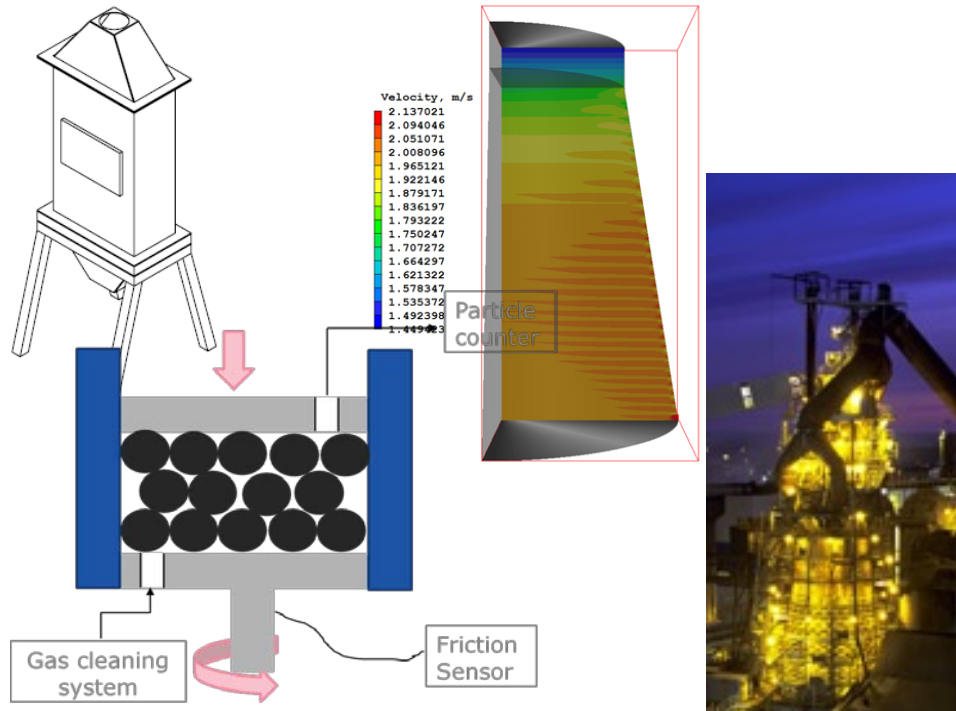 Velocity, m/s
2.137021
2.094046
2.051071
2.008096
1.965121
1.922146
1.879171
1.836197
1.793222
1.750247
1.707272
1.664297
1.621322
1.578347
1.535372
1.492398
1.449423
Particle
counter
Gas cleaning
system
Friction
Sensor